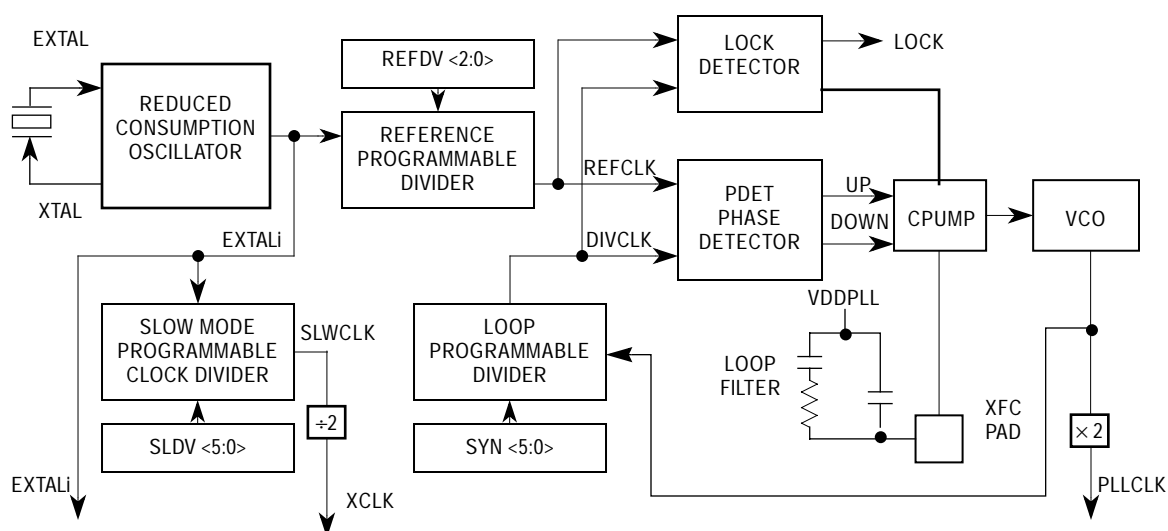 EXTAL
XTAL
REDUCED
CONSUMPTION
OSCILLATOR
REFDV <2:0>
REFERENCE
PROGRAMMABLE
DIVIDER
LOCK
DETECTOR
LOCK
REFCLK
DIVCLK
PDET
PHASE
DETECTOR
UP
DOWN
CPUMP
VCO
EXTALi
SLOW MODE
PROGRAMMABLE
CLOCK DIVIDER
SLWCLK
÷2
SLDV <5:0>
EXTALi
XCLK
LOOP
PROGRAMMABLE
DIVIDER
SYN <5:0>
VDDPLL
LOOP
FILTER
XFC
PAD
×2
PLLCLK